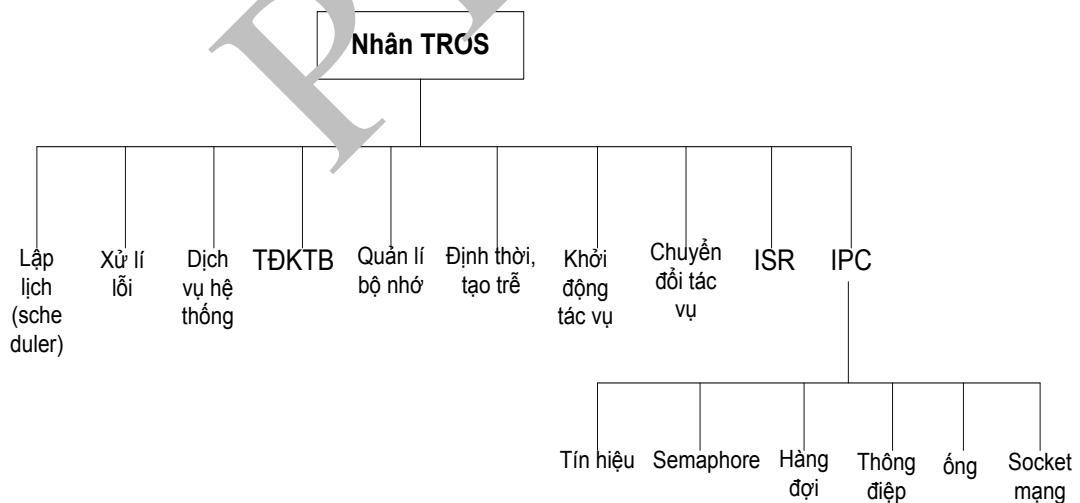 Nhân TROS
Lập
lịch
(sche
duler)
Xử lí
lỗi
Dịch
vụ hệ
thống
TĐKTB
Quản lí
bộ nhớ
Định thời,
tạo trễ
Khởi
động
tác vụ
Chuyển
đổi tác
vụ
ISR
IPC
Tín hiệu
Semaphore
Hàng
đợi
Thông
điệp
ống
Socket
mạng